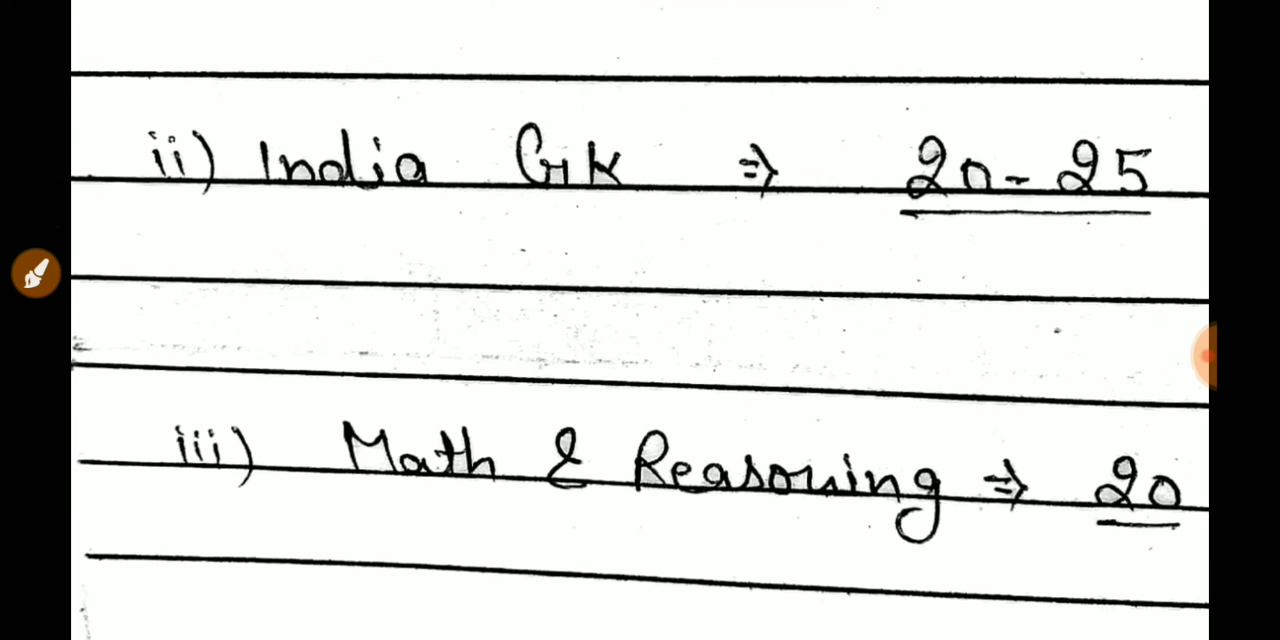 ii) India GK ⇒ 20-25
iii) Math & Reasoning ⇒ 20